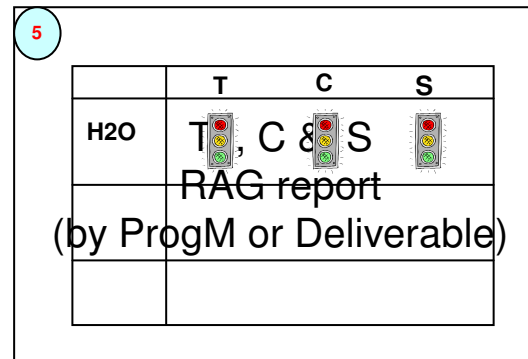 5
T C S
H2O
T, C & S
RAG report
(by ProgM or Deliverable)